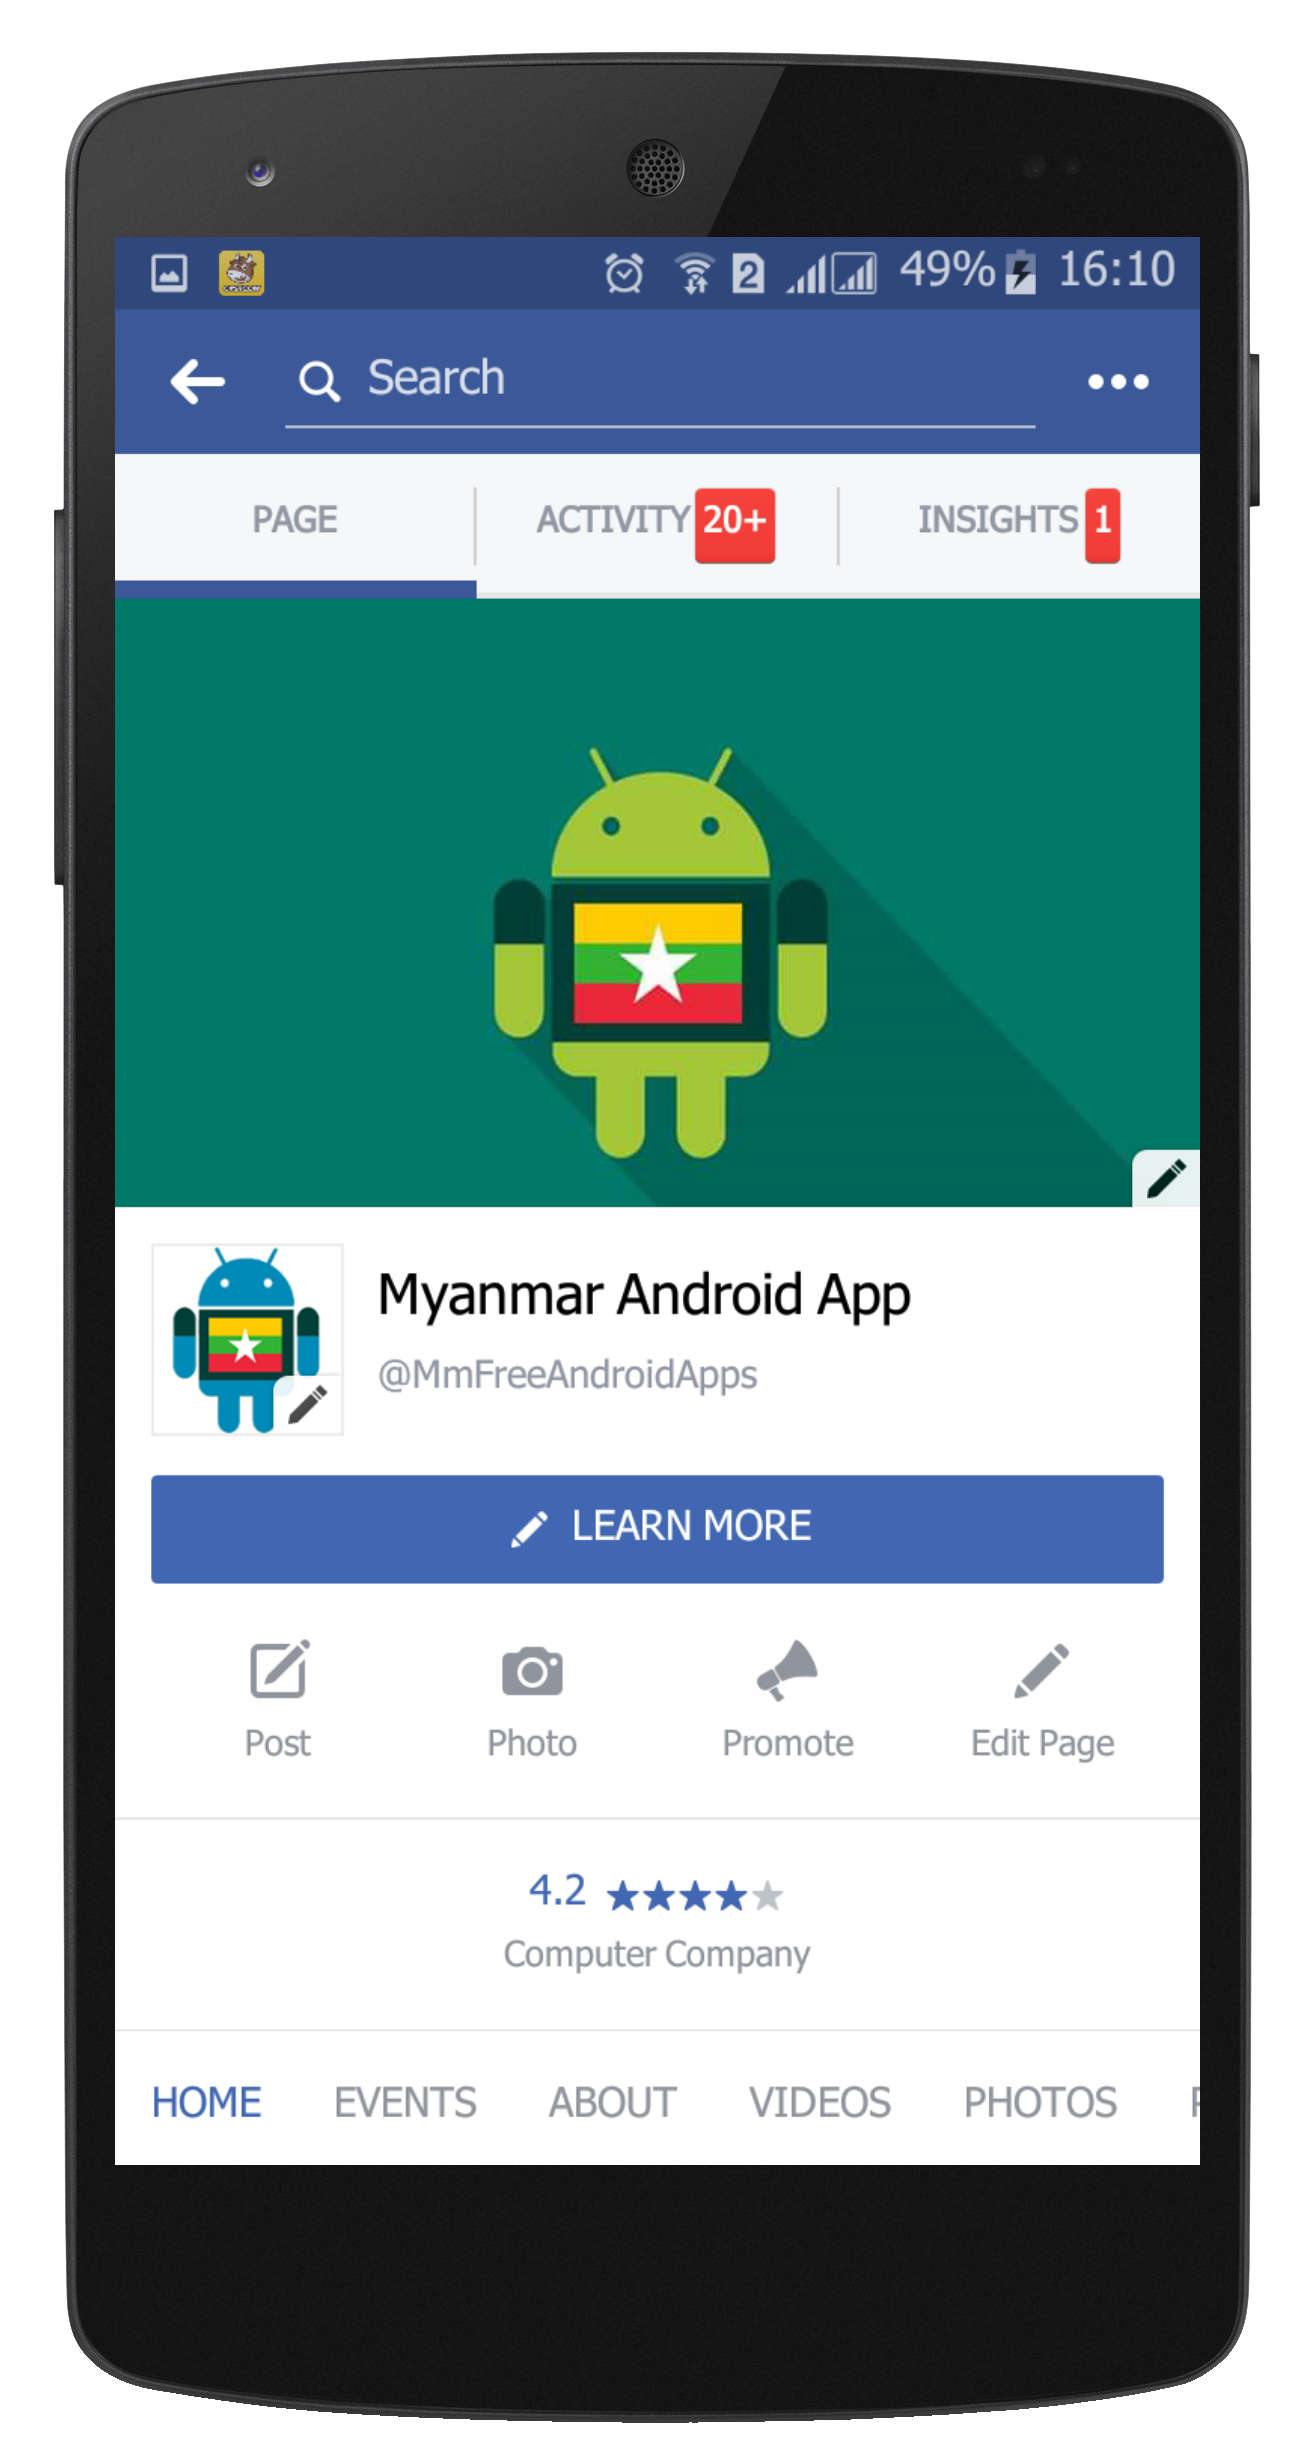 2 49% 16:10
Search
PAGE ACTIVITY 20+ INSIGHTS 1
Myanmar Android App
@MmFreeAndroidApps
LEARN MORE
Post Photo Promote Edit Page
4.2
Computer Company
HOME EVENTS ABOUT VIDEOS PHOTOS